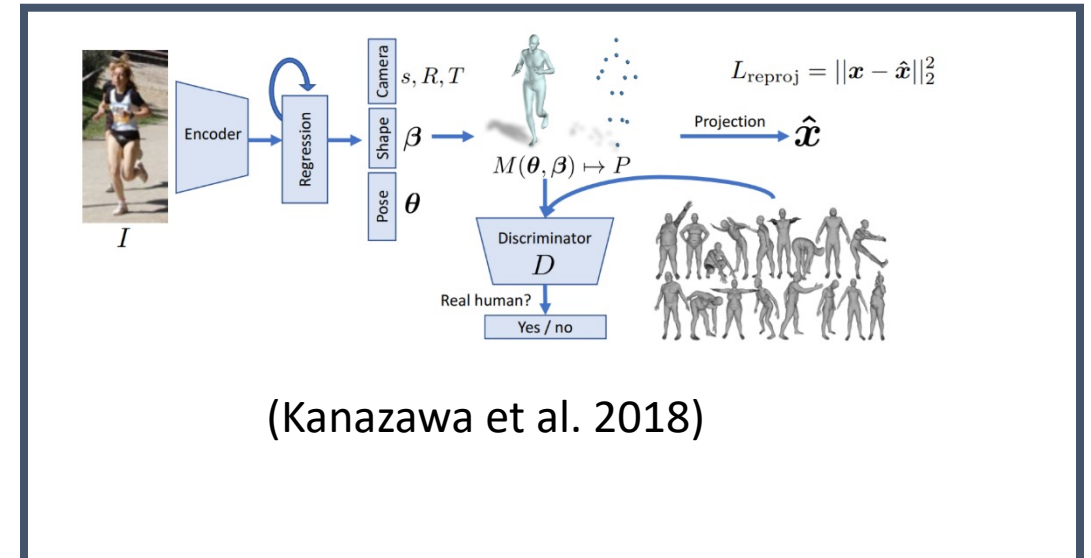 I
Encoder
Regression
Camera
s, R, T
Shape
β
Pose
θ
M(θ, β) ↦ P
L_reproj = ||x − x̂||₂²
Projection
x̂
Discriminator
D
Real human?
Yes / no
(Kanazawa et al. 2018)